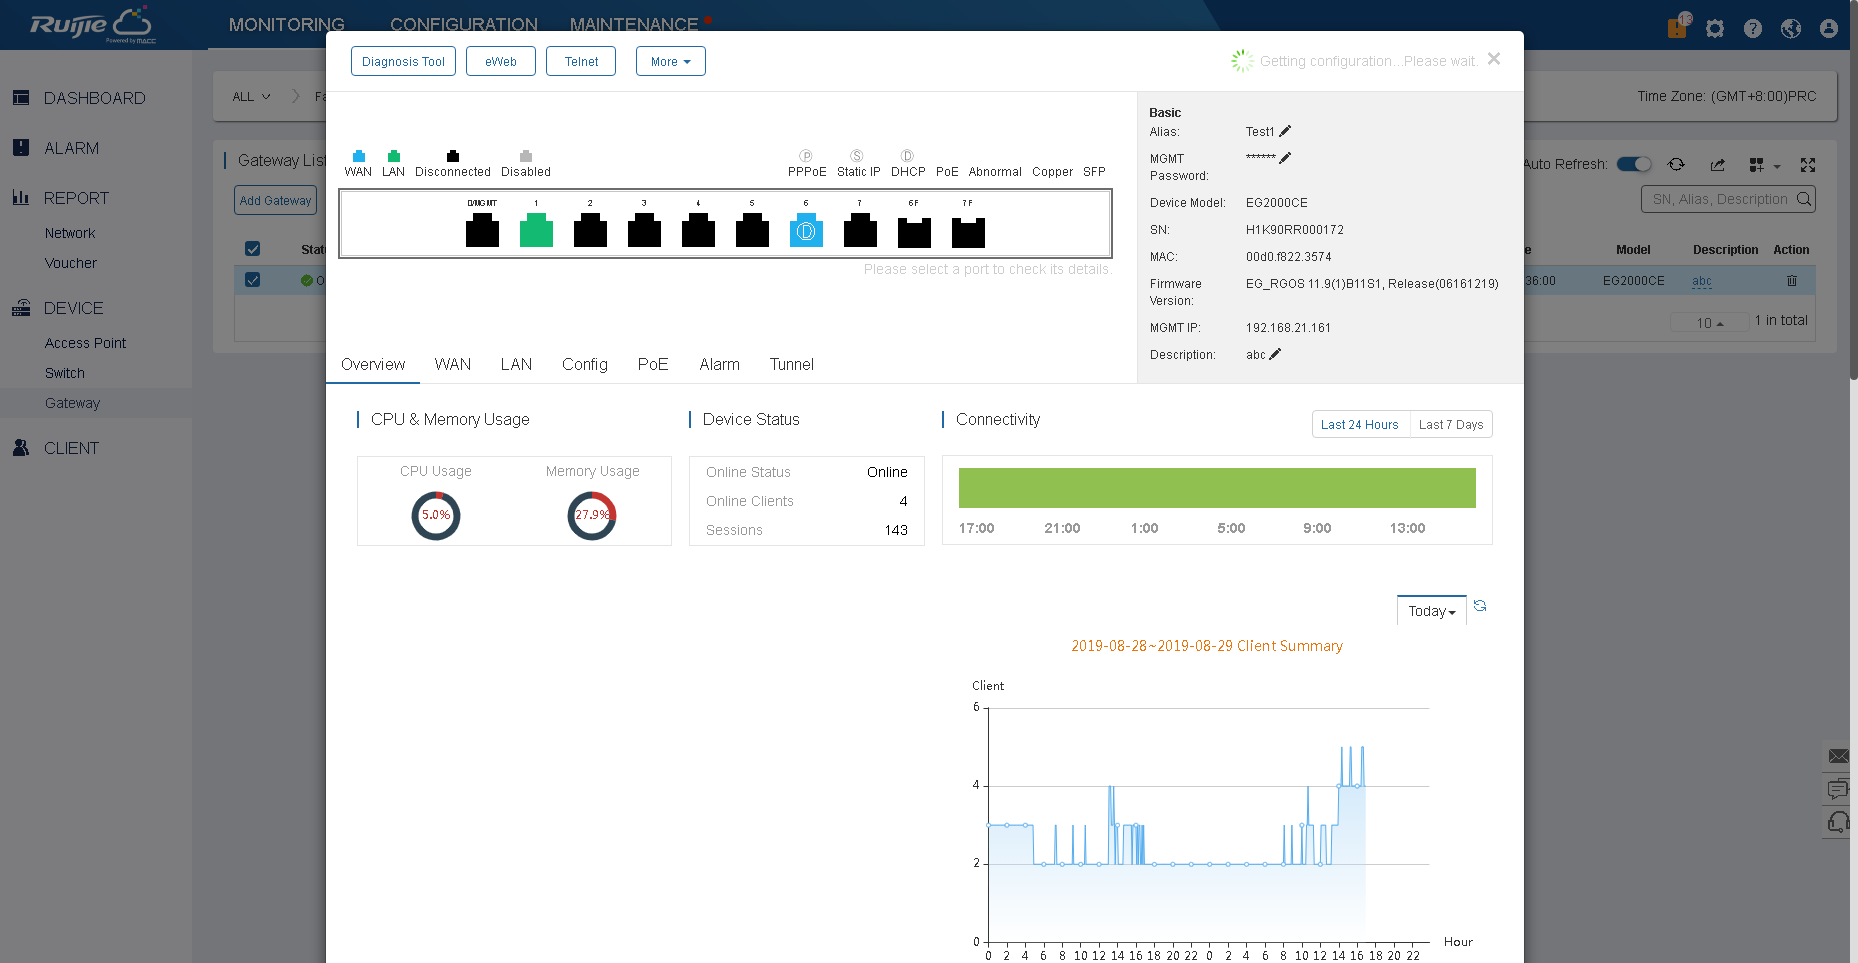 Ruijie
Powered by MACC
MONITORING CONFIGURATION MAINTENANCE
13
DASHBOARD
ALARM
REPORT
Network
Voucher
DEVICE
Access Point
Switch
Gateway
CLIENT
ALL
Time Zone: (GMT+8:00)PRC
Gateway List
Auto Refresh:
Add Gateway
SN, Alias, Description
Model Description Action
36:00 EG2000CE abc
10 1 in total
Diagnosis Tool eWeb Telnet More
Getting configuration...Please wait.
WAN LAN Disconnected Disabled
P S D
PPPoE Static IP DHCP PoE Abnormal Copper SFP
0/MGMT 1 2 3 4 5 6 7 6F 7F
D
Please select a port to check its details.
Basic
Alias: Test1
MGMT Password: ******
Device Model: EG2000CE
SN: H1K90RR000172
MAC: 00d0.f822.3574
Firmware Version: EG_RGOS 11.9(1)B11S1, Release(06161219)
MGMT IP: 192.168.21.161
Description: abc
Overview WAN LAN Config PoE Alarm Tunnel
CPU & Memory Usage
CPU Usage Memory Usage
5.0% 27.9%
Device Status
Online Status Online
Online Clients 4
Sessions 143
Connectivity
Last 24 Hours Last 7 Days
17:00 21:00 1:00 5:00 9:00 13:00
Today
2019-08-28~2019-08-29 Client Summary
Client
6
4
2
0
Hour
0 2 4 6 8 10 12 14 16 18 20 22 0 2 4 6 8 10 12 14 16 18 20 22